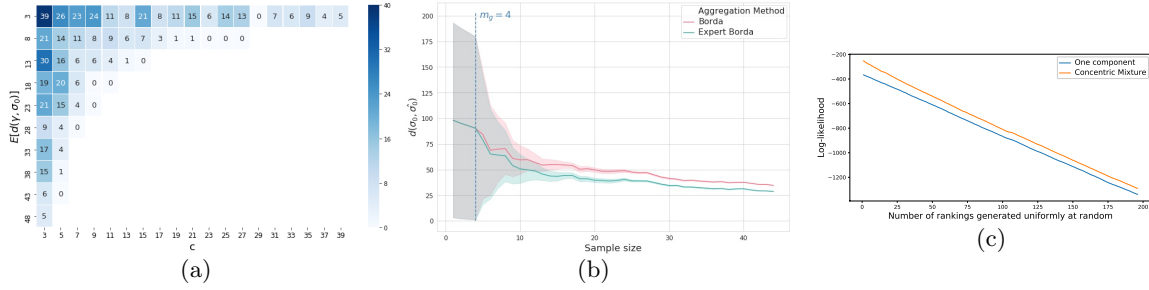 E[d(γ, σ₀)]
3 39 26 23 24 11 8 21 8 11 15 6 14 13 0 7 6 9 4 5
8 21 14 11 8 9 6 7 3 1 1 0 0 0
13 30 16 6 6 4 1 0
18 19 20 6 0 0
23 21 15 4 0
28 9 4 0
33 17 4
38 15 1
43 6 0
48 5
3 5 7 9 11 13 15 17 19 21 23 25 27 29 31 33 35 37 39
c
40
32
24
16
8
0
(a)
d(σ₀, σ̂₀)
200
175
150
125
100
75
50
25
0
m_g = 4
Aggregation Method
Borda
Expert Borda
0 10 20 30 40
Sample size
(b)
Log-likelihood
−200
−400
−600
−800
−1000
−1200
One component
Concentric Mixture
0 25 50 75 100 125 150 175 200
Number of rankings generated uniformly at random
(c)